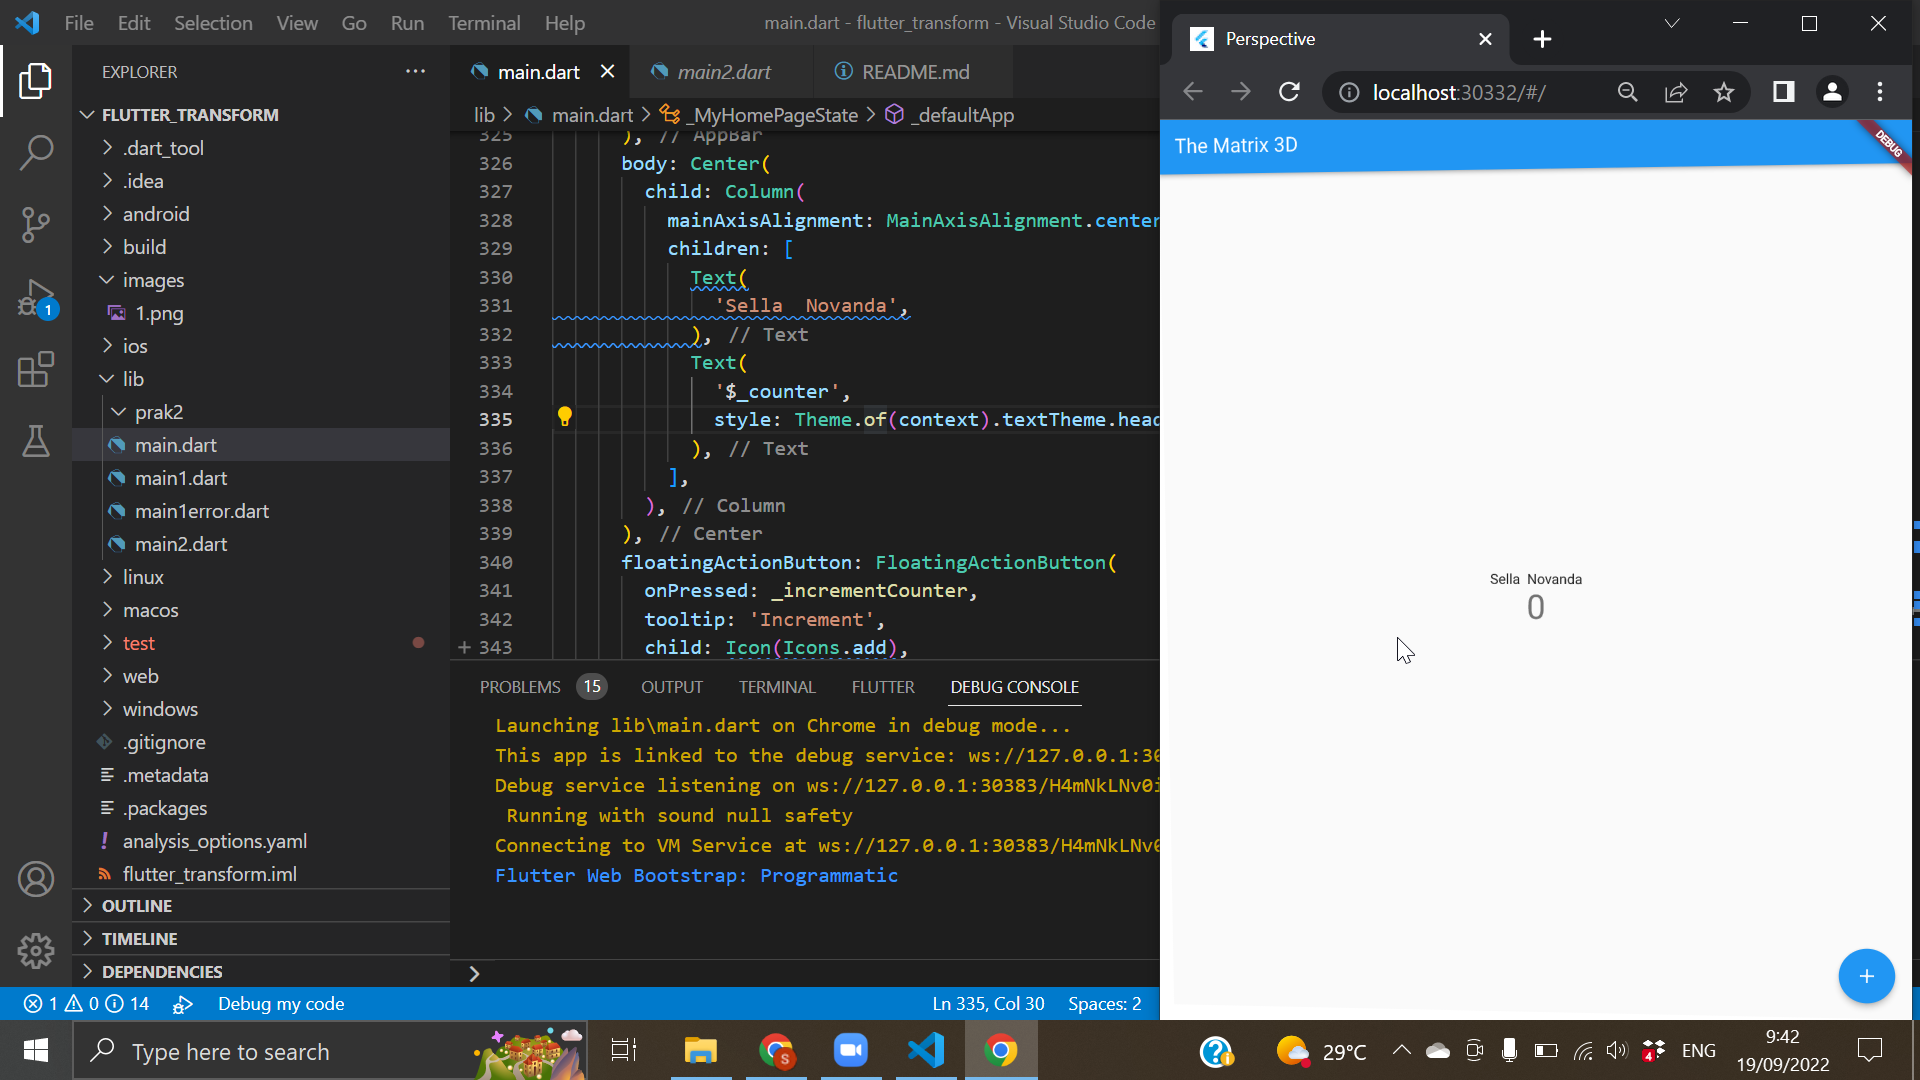 File Edit Selection View Go Run Terminal Help
main.dart - flutter_transform - Visual Studio Code
EXPLORER
FLUTTER_TRANSFORM
.dart_tool
.idea
android
build
images
1.png
ios
lib
prak2
main.dart
main1.dart
main1error.dart
main2.dart
linux
macos
test
web
windows
.gitignore
.metadata
.packages
analysis_options.yaml
flutter_transform.iml
OUTLINE
TIMELINE
DEPENDENCIES
1
main.dart main2.dart README.md
lib main.dart _MyHomePageState _defaultApp
325 ), // AppBar
326 body: Center(
327 child: Column(
328 mainAxisAlignment: MainAxisAlignment.center
329 children: [
330 Text(
331 'Sella  Novanda',
332 ), // Text
333 Text(
334 '$_counter',
335 style: Theme.of(context).textTheme.head
336 ), // Text
337 ],
338 ), // Column
339 ), // Center
340 floatingActionButton: FloatingActionButton(
341 onPressed: _incrementCounter,
342 tooltip: 'Increment',
343 child: Icon(Icons.add),
PROBLEMS 15 OUTPUT TERMINAL FLUTTER DEBUG CONSOLE
Launching lib\main.dart on Chrome in debug mode...
This app is linked to the debug service: ws://127.0.0.1:30
Debug service listening on ws://127.0.0.1:30383/H4mNkLNv0i
Running with sound null safety
Connecting to VM Service at ws://127.0.0.1:30383/H4mNkLNv0
Flutter Web Bootstrap: Programmatic
1 0 14 Debug my code Ln 335, Col 30 Spaces: 2
Perspective
localhost:30332/#/
The Matrix 3D
DEBUG
Sella  Novanda
0
Type here to search
S
29°C
4
ENG
9:42
19/09/2022